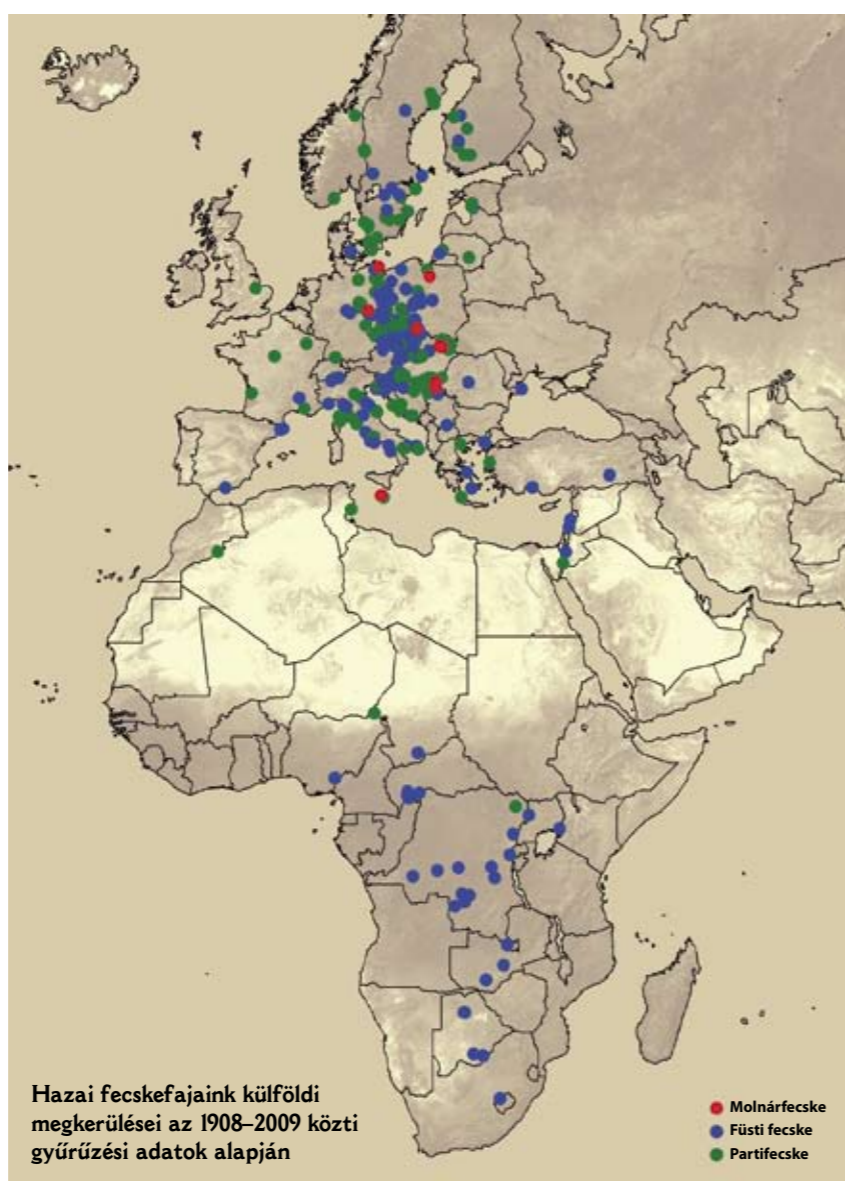 Hazai fecskefajaink külföldi
megkerülései az 1908–2009 közti
gyűrűzési adatok alapján
Molnárfecske
Füsti fecske
Partifecske